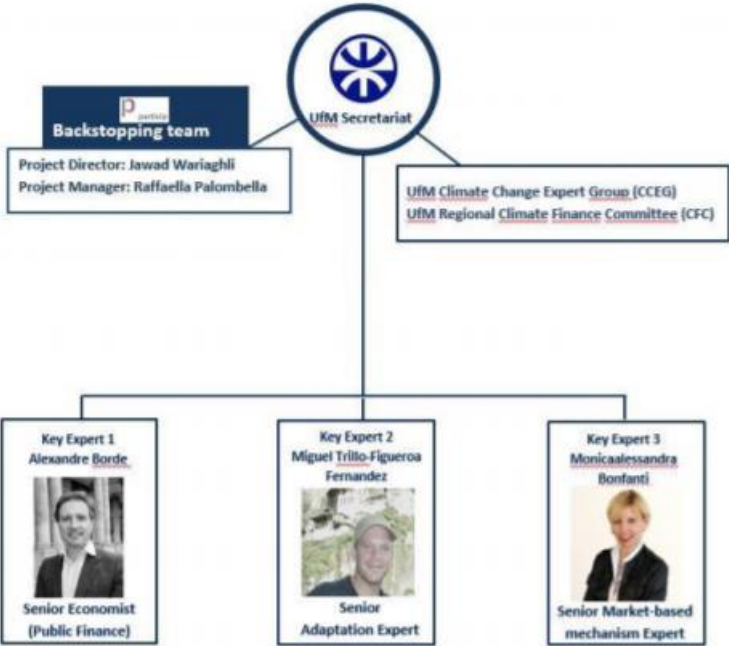 UfM Secretariat
particip
Backstopping team
Project Director: Jawad Wariaghli
Project Manager: Raffaella Palombella
UfM Climate Change Expert Group (CCEG)
UfM Regional Climate Finance Committee (CFC)
Key Expert 1
Alexandre Borde
Senior Economist
(Public Finance)
Key Expert 2
Miguel Trillo-Figueroa
Fernandez
Senior
Adaptation Expert
Key Expert 3
Monicaalessandra
Bonfanti
Senior Market-based
mechanism Expert